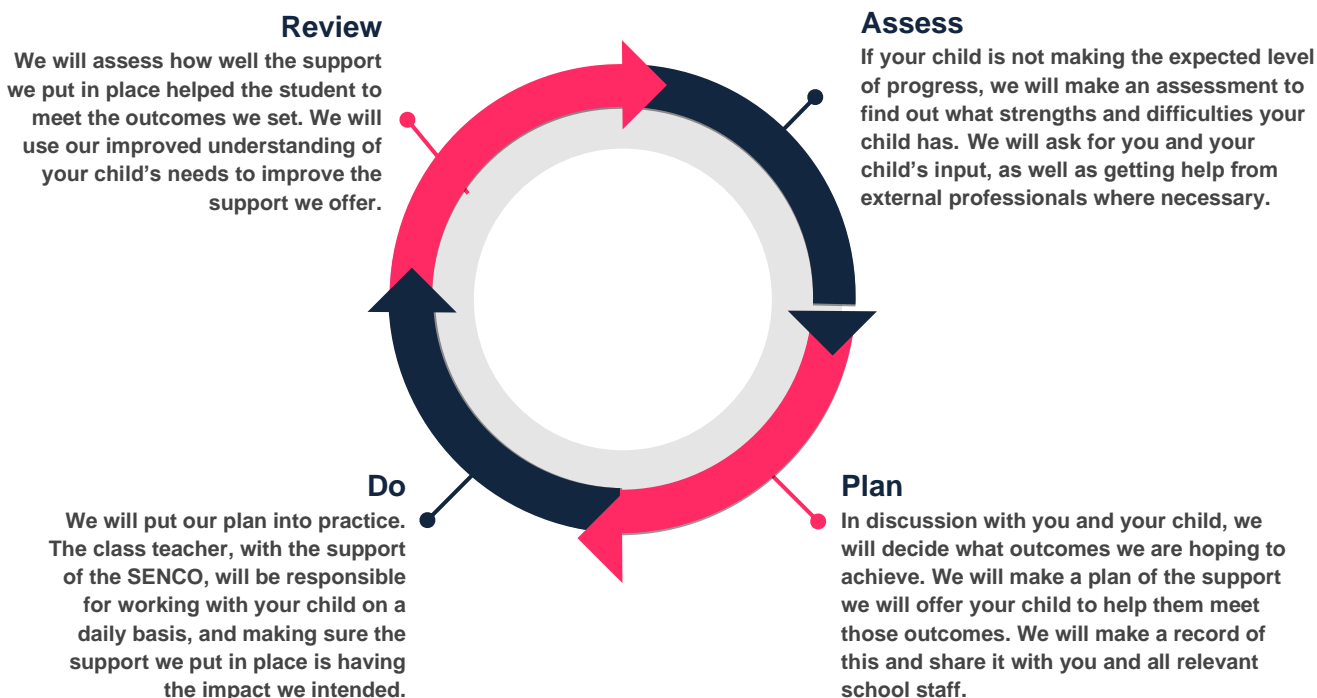 Review
We will assess how well the support
we put in place helped the student to
meet the outcomes we set. We will
use our improved understanding of
your child’s needs to improve the
support we offer.
Assess
If your child is not making the expected level
of progress, we will make an assessment to
find out what strengths and difficulties your
child has. We will ask for you and your
child’s input, as well as getting help from
external professionals where necessary.
Do
We will put our plan into practice.
The class teacher, with the support
of the SENCO, will be responsible
for working with your child on a
daily basis, and making sure the
support we put in place is having
the impact we intended.
Plan
In discussion with you and your child, we
will decide what outcomes we are hoping to
achieve. We will make a plan of the support
we will offer your child to help them meet
those outcomes. We will make a record of
this and share it with you and all relevant
school staff.